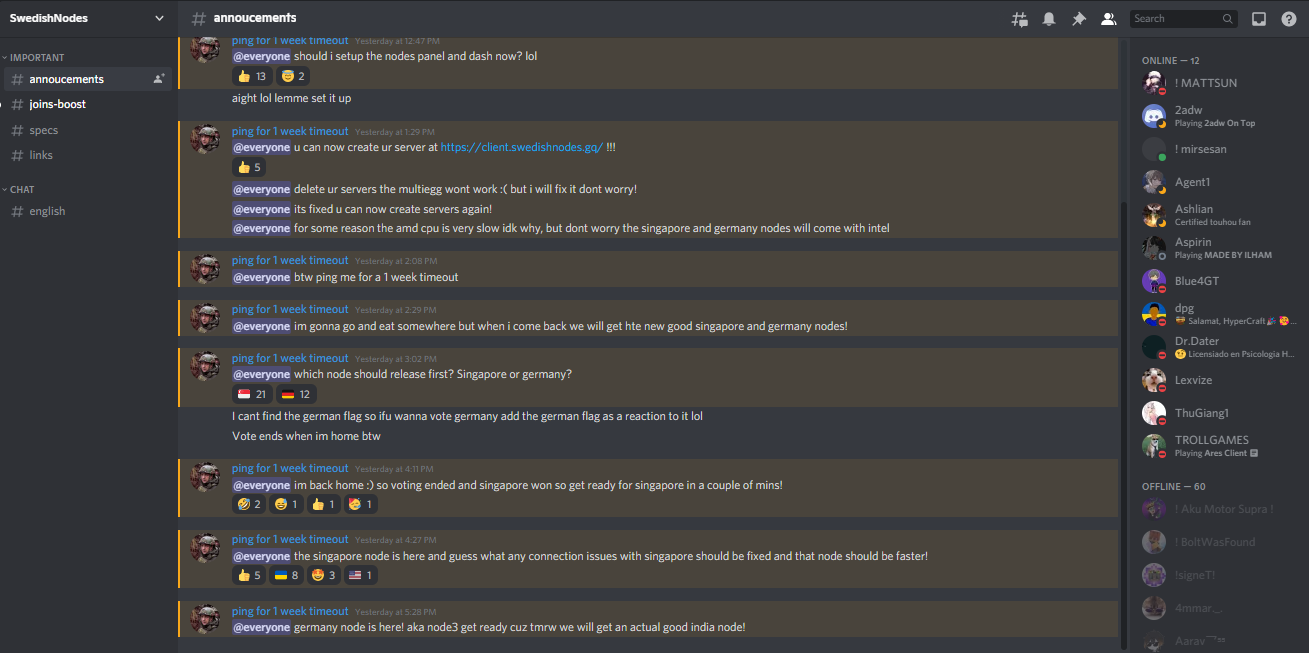 SwedishNodes
IMPORTANT
annoucements
joins-boost
specs
links
CHAT
english
annoucements
Search
ping for 1 week timeout Yesterday at 12:47 PM
@everyone should i setup the nodes panel and dash now? lol
13 2
aight lol lemme set it up
ping for 1 week timeout Yesterday at 1:29 PM
@everyone u can now create ur server at https://client.swedishnodes.gq/ !!!
5
@everyone delete ur servers the multiegg wont work :( but i will fix it dont worry!
@everyone its fixed u can now create servers again!
@everyone for some reason the amd cpu is very slow idk why, but dont worry the singapore and germany nodes will come with intel
ping for 1 week timeout Yesterday at 2:08 PM
@everyone btw ping me for a 1 week timeout
ping for 1 week timeout Yesterday at 2:29 PM
@everyone im gonna go and eat somewhere but when i come back we will get hte new good singapore and germany nodes!
ping for 1 week timeout Yesterday at 3:02 PM
@everyone which node should release first? Singapore or germany?
21 12
I cant find the german flag so ifu wanna vote germany add the german flag as a reaction to it lol
Vote ends when im home btw
ping for 1 week timeout Yesterday at 4:11 PM
@everyone im back home :) so voting ended and singapore won so get ready for singapore in a couple of mins!
2 1 1 1
ping for 1 week timeout Yesterday at 4:27 PM
@everyone the singapore node is here and guess what any connection issues with singapore should be fixed and that node should be faster!
5 8 3 1
ping for 1 week timeout Yesterday at 5:28 PM
@everyone germany node is here! aka node3 get ready cuz tmrw we will get an actual good india node!
ONLINE — 12
! MATTSUN
2adw
Playing 2adw On Top
! mirsesan
Agent1
Ashlian
Certified touhou fan
Aspirin
Playing MADE BY ILHAM
Blue4GT
dpg
Salamat, HyperCraft ...
Dr.Dater
Licensiado en Psicologia H...
Lexvize
ThuGiang1
TROLLGAMES
Playing Ares Client
OFFLINE — 60
! Aku Motor Supra !
! BoltWasFound
!signeT!
4mmar._.
Aarav